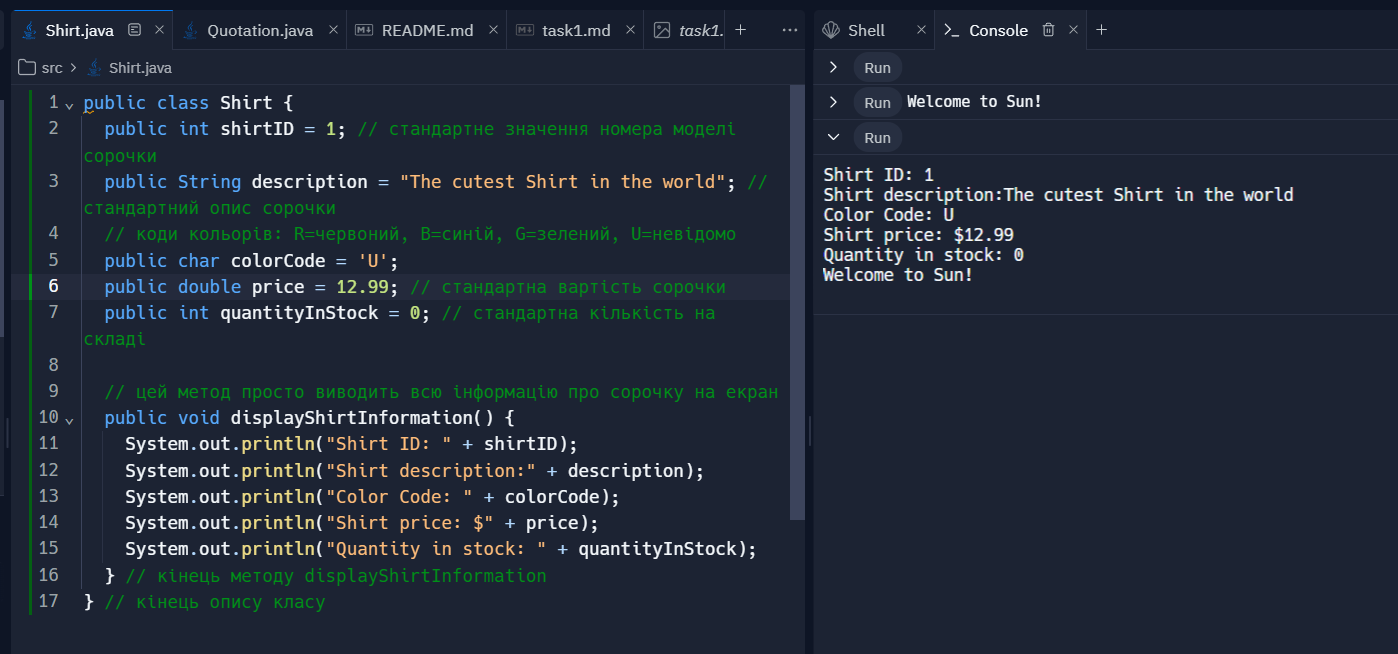 Shirt.java Quotation.java README.md task1.md task1.
src > Shirt.java
1 public class Shirt {
2 public int shirtID = 1; // стандартне значення номера моделі
сорочки
3 public String description = "The cutest Shirt in the world"; //
стандартний опис сорочки
4 // коди кольорів: R=червоний, B=синій, G=зелений, U=невідомо
5 public char colorCode = 'U';
6 public double price = 12.99; // стандартна вартість сорочки
7 public int quantityInStock = 0; // стандартна кількість на
складі
8
9 // цей метод просто виводить всю інформацію про сорочку на екран
10 public void displayShirtInformation() {
11 System.out.println("Shirt ID: " + shirtID);
12 System.out.println("Shirt description:" + description);
13 System.out.println("Color Code: " + colorCode);
14 System.out.println("Shirt price: $" + price);
15 System.out.println("Quantity in stock: " + quantityInStock);
16 } // кінець методу displayShirtInformation
17 } // кінець опису класу
Shell Console
Run
Run Welcome to Sun!
Run
Shirt ID: 1
Shirt description:The cutest Shirt in the world
Color Code: U
Shirt price: $12.99
Quantity in stock: 0
Welcome to Sun!